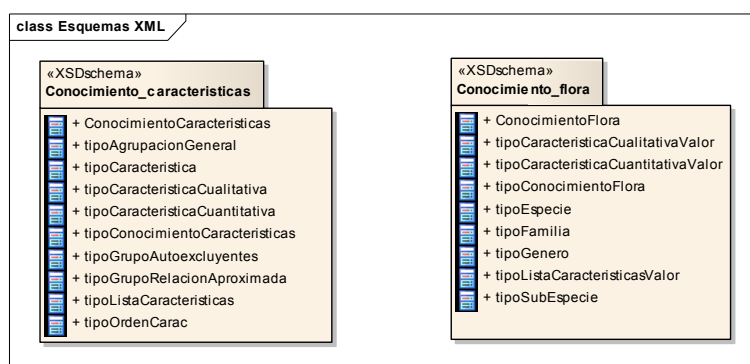 class Esquemas XML
«XSDschema»
Conocimiento_caracteristicas
+ ConocimientoCaracteristicas
+ tipoAgrupacionGeneral
+ tipoCaracteristica
+ tipoCaracteristicaCualitativa
+ tipoCaracteristicaCuantitativa
+ tipoConocimientoCaracteristicas
+ tipoGrupoAutoexcluyentes
+ tipoGrupoRelacionAproximada
+ tipoListaCaracteristicas
+ tipoOrdenCarac
«XSDschema»
Conocimiento_flora
+ ConocimientoFlora
+ tipoCaracteristicaCualitativaValor
+ tipoCaracteristicaCuantitativaValor
+ tipoConocimientoFlora
+ tipoEspecie
+ tipoFamilia
+ tipoGenero
+ tipoListaCaracteristicasValor
+ tipoSubEspecie